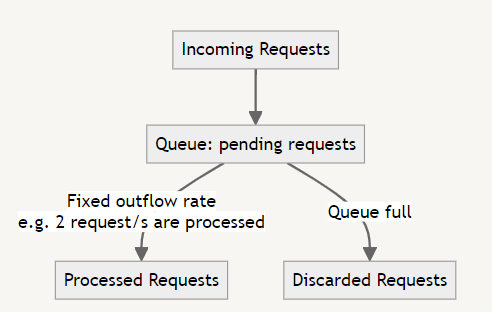 Incoming Requests
Queue: pending requests
Fixed outflow rate
e.g. 2 request/s are processed
Queue full
Processed Requests
Discarded Requests